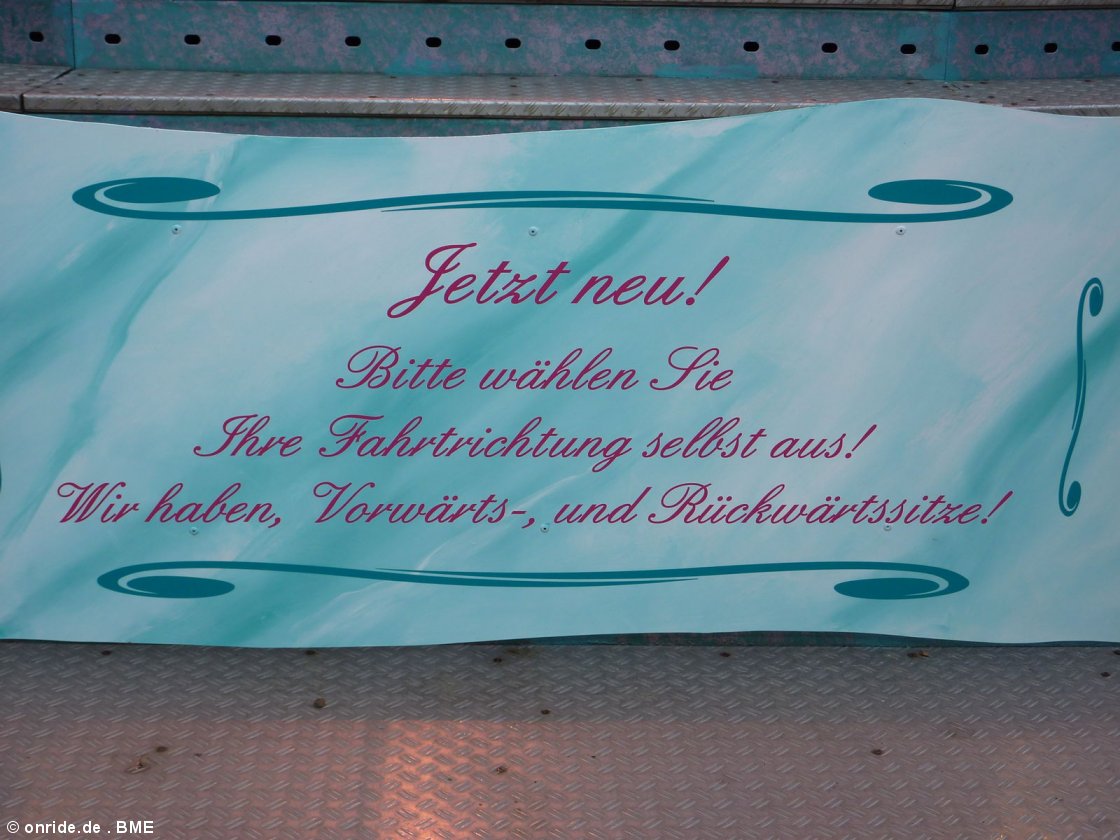 Jetzt neu!
Bitte wählen Sie
Ihre Fahrtrichtung selbst aus!
Wir haben, Vorwärts-, und Rückwärtssitze!
© onride.de . BME